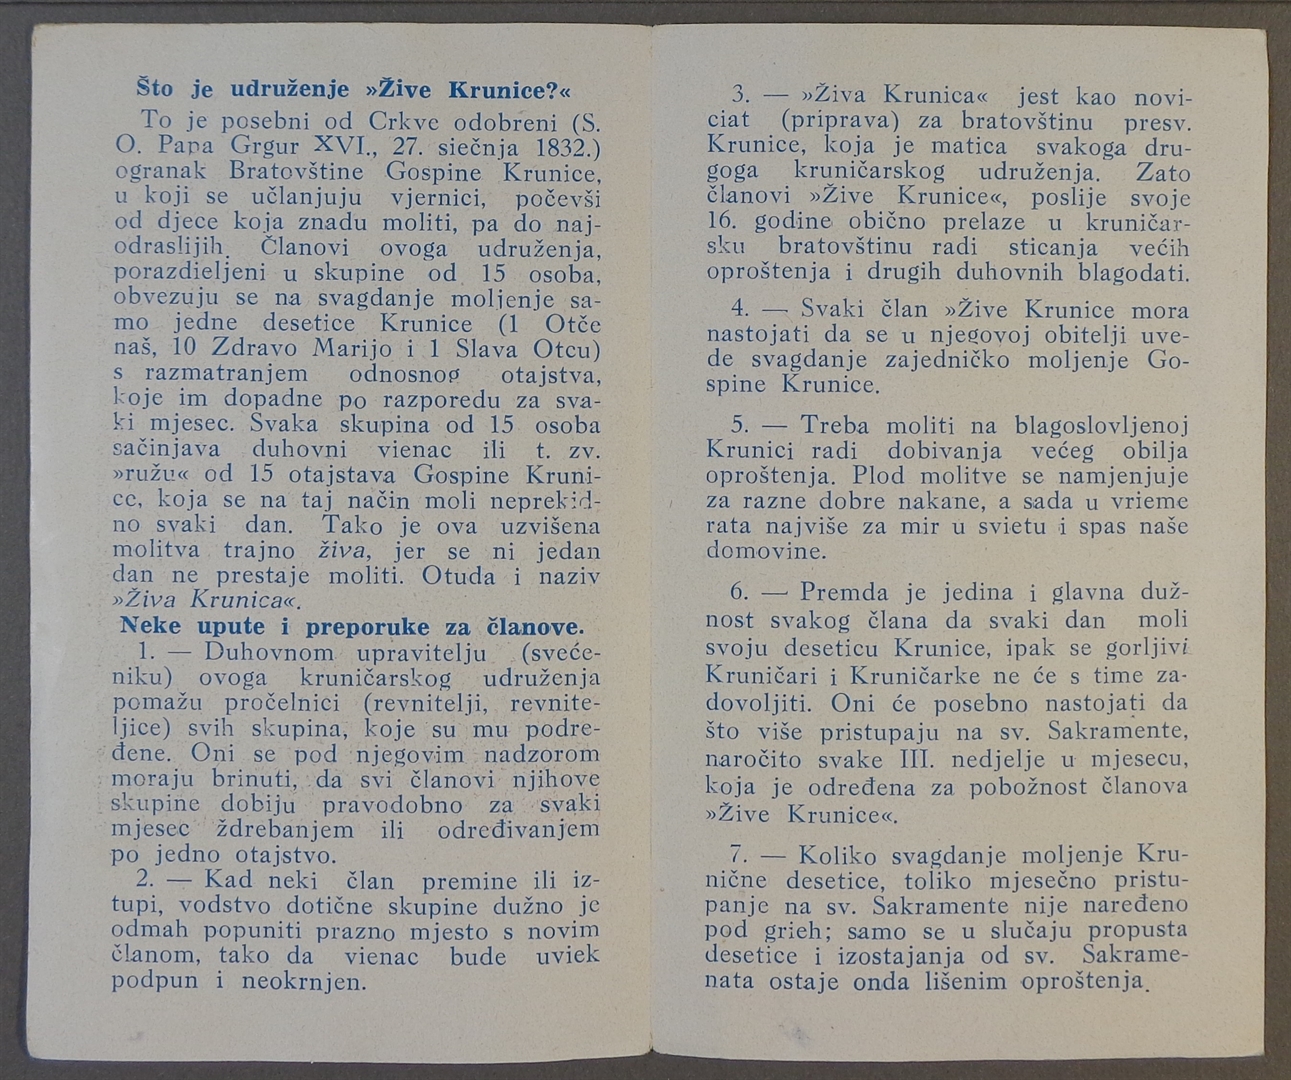 Što je udruženje »Žive Krunice?«
To je posebni od Crkve odobreni (S.
O. Papa Grgur XVI., 27. siečnja 1832.)
ogranak Bratovštine Gospine Krunice,
u koji se učlanjuju vjernici, počevši
od djece koja znadu moliti, pa do naj-
odraslijih. Članovi ovoga udruženja,
porazdieljeni u skupine od 15 osoba,
obvezuju se na svagdanje moljenje sa-
mo jedne desetice Krunice (1 Otče
naš, 10 Zdravo Marijo i 1 Slava Otcu)
s razmatranjem odnosnog otajstva,
koje im dopadne po razporedu za sva-
ki mjesec. Svaka skupina od 15 osoba
sačinjava duhovni vienac ili t. zv.
»ružu« od 15 otajstava Gospine Kruni-
ce, koja se na taj način moli neprekid-
no svaki dan. Tako je ova uzvišena
molitva trajno živa, jer se ni jedan
dan ne prestaje moliti. Otuda i naziv
»Živa Krunica«.
Neke upute i preporuke za članove.
1. — Duhovnom upravitelju (sveće-
niku) ovoga kruničarskog udruženja
pomažu pročelnici (revnitelji, revnite-
ljice) svih skupina, koje su mu podre-
đene. Oni se pod njegovim nadzorom
moraju brinuti, da svi članovi njihove
skupine dobiju pravodobno za svaki
mjesec ždrebanjem ili određivanjem
po jedno otajstvo.
2. — Kad neki član premine ili iz-
tupi, vodstvo dotične skupine dužno je
odmah popuniti prazno mjesto s novim
članom, tako da vienac bude uviek
podpun i neokrnjen.
3. — »Živa Krunica« jest kao novi-
ciat (priprava) za bratovštinu presv.
Krunice, koja je matica svakoga dru-
goga kruničarskog udruženja. Zato
članovi »Žive Krunice«, poslije svoje
16. godine obično prelaze u kruničar-
sku bratovštinu radi sticanja većih
oproštenja i drugih duhovnih blagodati.
4. — Svaki član »Žive Krunice mora
nastojati da se u njegovoj obitelji uve-
de svagdanje zajedničko moljenje Go-
spine Krunice.
5. — Treba moliti na blagoslovljenoj
Krunici radi dobivanja većeg obilja
oproštenja. Plod molitve se namjenjuje
za razne dobre nakane, a sada u vrieme
rata najviše za mir u svietu i spas naše
domovine.
6. — Premda je jedina i glavna duž-
nost svakog člana da svaki dan moli
svoju deseticu Krunice, ipak se gorljivi
Kruničari i Kruničarke ne će s time za-
dovoljiti. Oni će posebno nastojati da
što više pristupaju na sv. Sakramente,
naročito svake III. nedjelje u mjesecu,
koja je određena za pobožnost članova
»Žive Krunice«.
7. — Koliko svagdanje moljenje Kru-
nične desetice, toliko mjesečno pristu-
panje na sv. Sakramente nije naređeno
pod grieh; samo se u slučaju propusta
desetice i izostajanja od sv. Sakrame-
nata ostaje onda lišenim oproštenja.